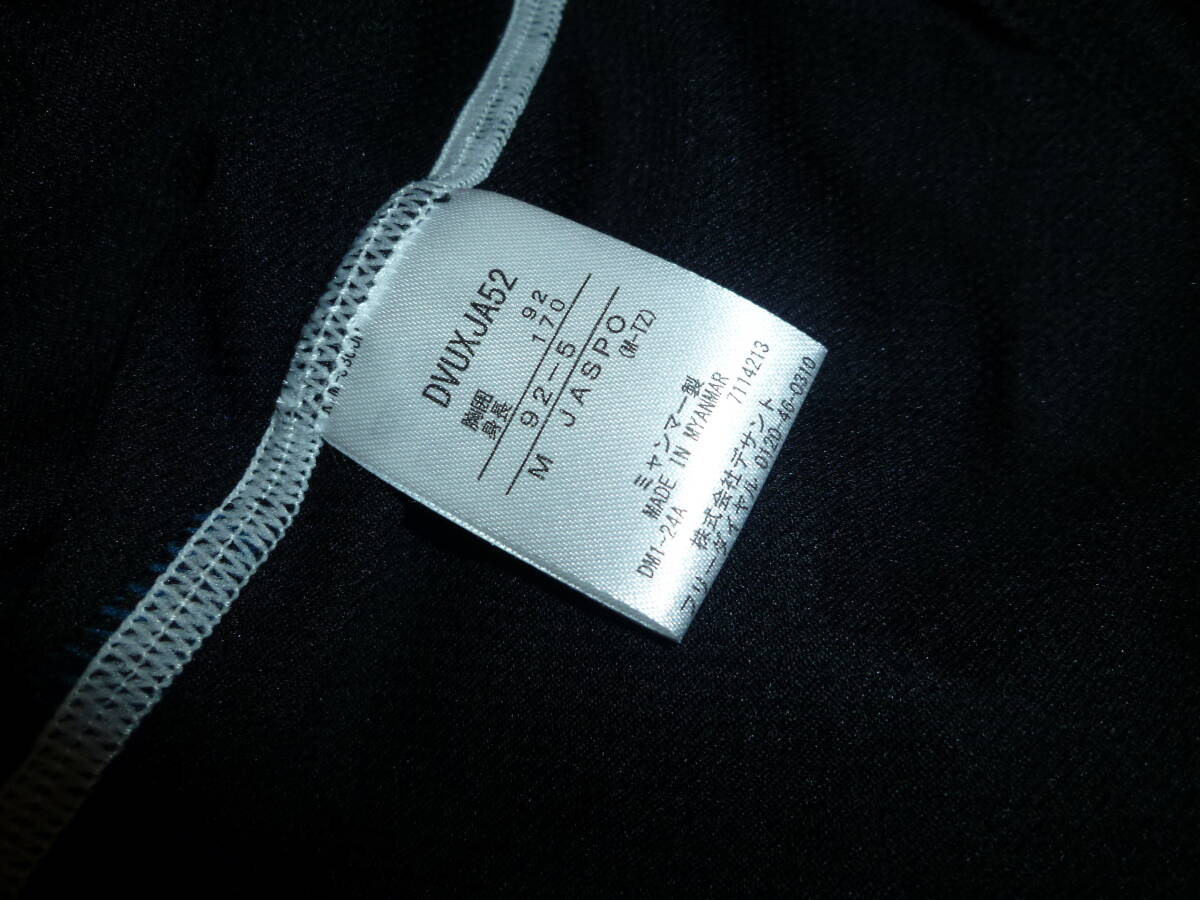 DVUXJA52
胸囲 92
身長 170
92-5
M JASPO
(M-TZ)
ミャンマー製
MADE IN MYANMAR
DM1-24A 7114213
株式会社デサント
フリーダイヤル 0120-46-0310